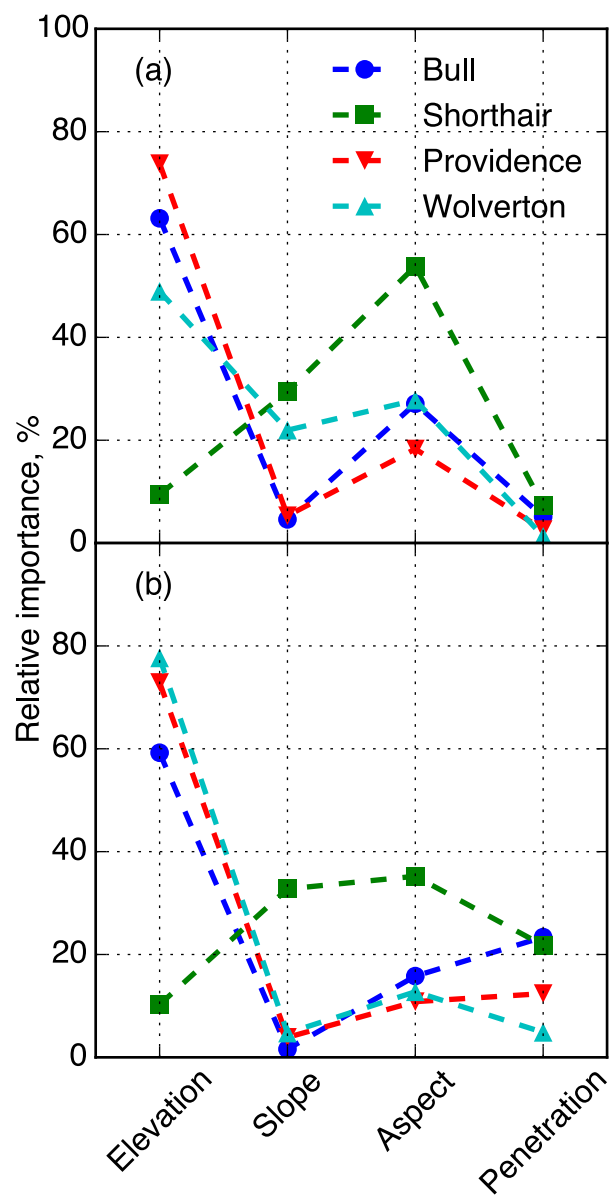 100
(a)
Bull
Shorthair
Providence
Wolverton
80
60
40
20
0
Relative importance, %
(b)
80
60
40
20
0
Elevation
Slope
Aspect
Penetration